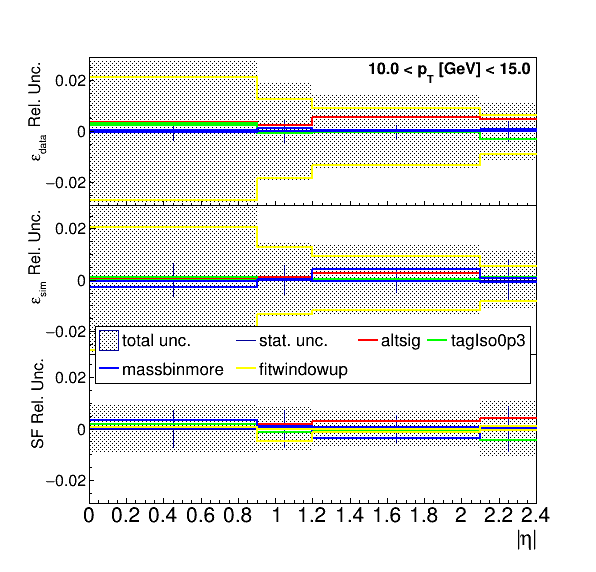 10.0 < p_T [GeV] < 15.0
ε_data Rel. Unc.
0.02
0
−0.02
ε_sim Rel. Unc.
0.02
0
−0.02
total unc. stat. unc. altsig tagIso0p3
massbinmore fitwindowup
SF Rel. Unc.
0.02
0
−0.02
0 0.2 0.4 0.6 0.8 1 1.2 1.4 1.6 1.8 2 2.2 2.4
|η|